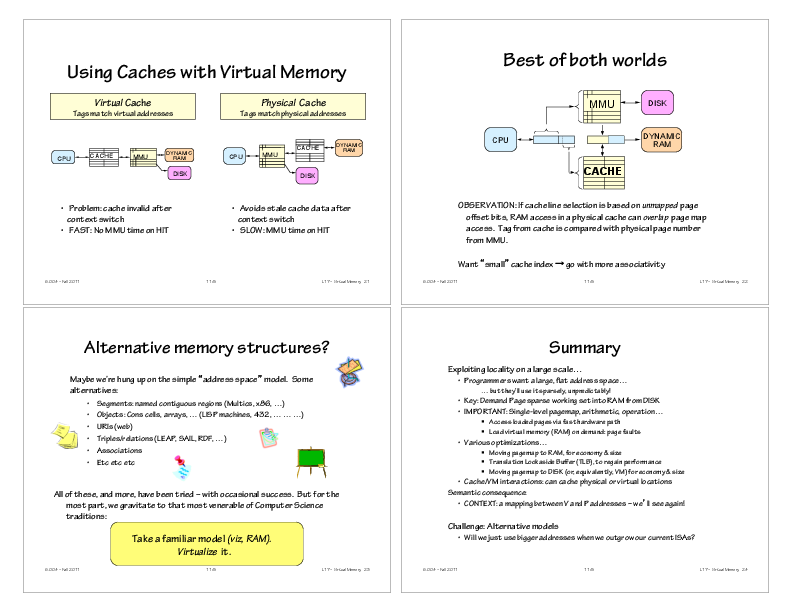 Using Caches with Virtual Memory
Virtual Cache
Tags match virtual addresses
Physical Cache
Tags match physical addresses
CPU
CACHE
MMU
DYNAMIC
RAM
DISK
CPU
MMU
CACHE
DYNAMIC
RAM
DISK
• Problem: cache invalid after
context switch
• FAST: No MMU time on HIT
• Avoids stale cache data after
context switch
• SLOW: MMU time on HIT
6.004 – Fall 2011
11/8
L17 – Virtual Memory 21
Best of both worlds
MMU
DISK
CPU
DYNAMIC
RAM
CACHE
OBSERVATION: If cache line selection is based on unmapped page
offset bits, RAM access in a physical cache can overlap page map
access. Tag from cache is compared with physical page number
from MMU.
Want “small” cache index → go with more associativity
6.004 – Fall 2011
11/8
L17 – Virtual Memory 22
Alternative memory structures?
Maybe we’re hung up on the simple “address space” model. Some
alternatives:
• Segments: named contiguous regions (Multics, x86, …)
• Objects: Cons cells, arrays, … (LISP machines, 432, … … …)
• URIs (web)
• Triples/relations (LEAP, SAIL, RDF, …)
• Associations
• Etc etc etc
All of these, and more, have been tried – with occasional success. But for the
most part, we gravitate to that most venerable of Computer Science
traditions:
Take a familiar model (viz, RAM).
Virtualize it.
6.004 – Fall 2011
11/8
L17 – Virtual Memory 23
Summary
Exploiting locality on a large scale…
• Programmers want a large, flat address space…
… but they’ll use it sparsely, unpredictably!
• Key: Demand Page sparse working set into RAM from DISK
• IMPORTANT: Single-level pagemap, arithmetic, operation…
▪ Access loaded pages via fast hardware path
▪ Load virtual memory (RAM) on demand: page faults
• Various optimizations…
▪ Moving pagemap to RAM, for economy & size
▪ Translation Lookaside Buffer (TLB), to regain performance
▪ Moving pagemap to DISK (or, equivalently, VM) for economy & size
• Cache/VM interactions: can cache physical or virtual locations
Semantic consequence:
• CONTEXT: a mapping between V and P addresses – we’ll see again!
Challenge: Alternative models
• Will we just use bigger addresses when we outgrow our current ISAs?
6.004 – Fall 2011
11/8
L17 – Virtual Memory 24